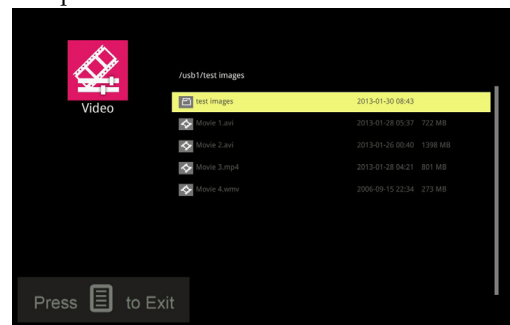 Video
/usb1/test images
test images 2013-01-30 08:43
Movie 1.avi 2013-01-28 05:37 722 MB
Movie 2.avi 2013-01-26 00:40 1398 MB
Movie 3.mp4 2013-01-28 04:21 801 MB
Movie 4.wmv 2006-09-15 22:34 273 MB
Press to Exit